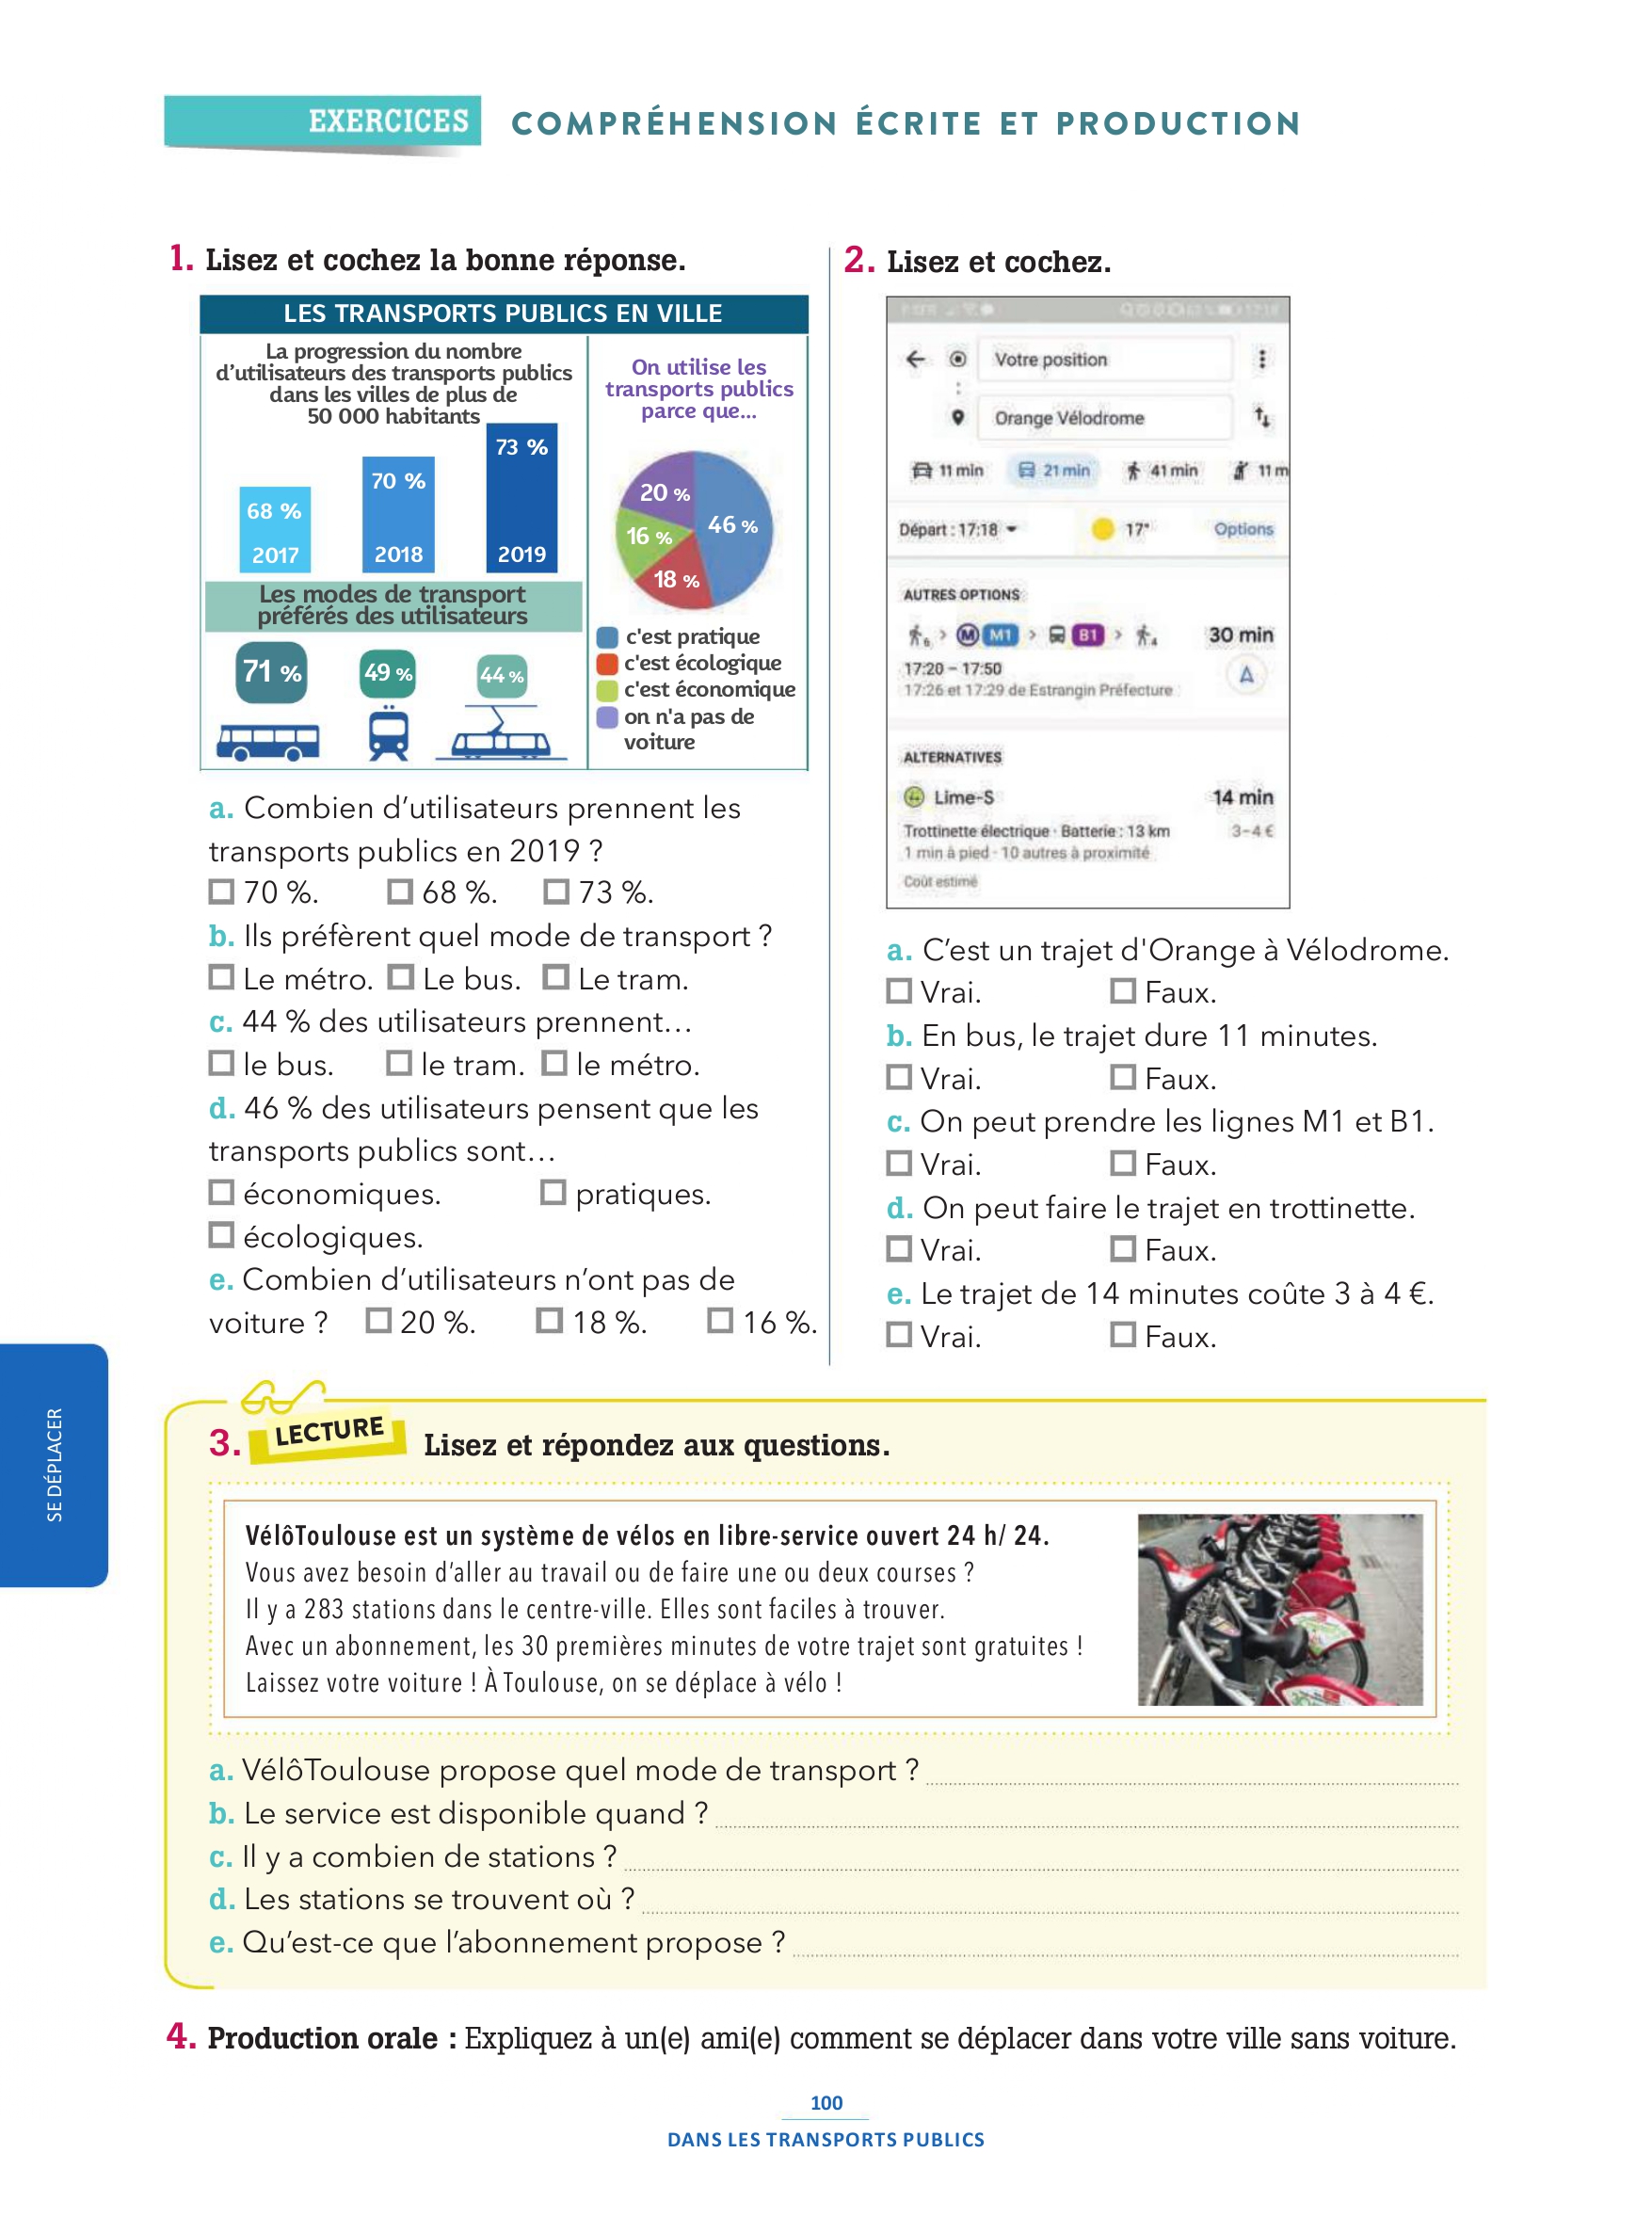 EXERCICES
COMPRÉHENSION ÉCRITE ET PRODUCTION
1. Lisez et cochez la bonne réponse.
LES TRANSPORTS PUBLICS EN VILLE
La progression du nombre
d'utilisateurs des transports publics
dans les villes de plus de
50 000 habitants
68 %
2017
70 %
2018
73 %
2019
Les modes de transport
préférés des utilisateurs
71 %
49 %
44 %
On utilise les
transports publics
parce que...
20 %
46 %
16 %
18 %
c'est pratique
c'est écologique
c'est économique
on n'a pas de
voiture
a. Combien d'utilisateurs prennent les
transports publics en 2019 ?
☐ 70 %. ☐ 68 %. ☐ 73 %.
b. Ils préfèrent quel mode de transport ?
☐ Le métro. ☐ Le bus. ☐ Le tram.
c. 44 % des utilisateurs prennent…
☐ le bus. ☐ le tram. ☐ le métro.
d. 46 % des utilisateurs pensent que les
transports publics sont…
☐ économiques. ☐ pratiques.
☐ écologiques.
e. Combien d'utilisateurs n'ont pas de
voiture ? ☐ 20 %. ☐ 18 %. ☐ 16 %.
2. Lisez et cochez.
Votre position
Orange Vélodrome
11 min 21 min 41 min 11 m
Départ : 17:18 17° Options
AUTRES OPTIONS
6 > M M1 > B1 > 4 30 min
17:20 – 17:50
17:26 et 17:29 de Estrangin Préfecture
ALTERNATIVES
Lime-S 14 min
Trottinette électrique · Batterie : 13 km 3–4 €
1 min à pied · 10 autres à proximité
Coût estimé
a. C'est un trajet d'Orange à Vélodrome.
☐ Vrai. ☐ Faux.
b. En bus, le trajet dure 11 minutes.
☐ Vrai. ☐ Faux.
c. On peut prendre les lignes M1 et B1.
☐ Vrai. ☐ Faux.
d. On peut faire le trajet en trottinette.
☐ Vrai. ☐ Faux.
e. Le trajet de 14 minutes coûte 3 à 4 €.
☐ Vrai. ☐ Faux.
SE DÉPLACER
3. LECTURE Lisez et répondez aux questions.
VélôToulouse est un système de vélos en libre-service ouvert 24 h/ 24.
Vous avez besoin d'aller au travail ou de faire une ou deux courses ?
Il y a 283 stations dans le centre-ville. Elles sont faciles à trouver.
Avec un abonnement, les 30 premières minutes de votre trajet sont gratuites !
Laissez votre voiture ! À Toulouse, on se déplace à vélo !
a. VélôToulouse propose quel mode de transport ?
b. Le service est disponible quand ?
c. Il y a combien de stations ?
d. Les stations se trouvent où ?
e. Qu'est-ce que l'abonnement propose ?
4. Production orale : Expliquez à un(e) ami(e) comment se déplacer dans votre ville sans voiture.
100
DANS LES TRANSPORTS PUBLICS